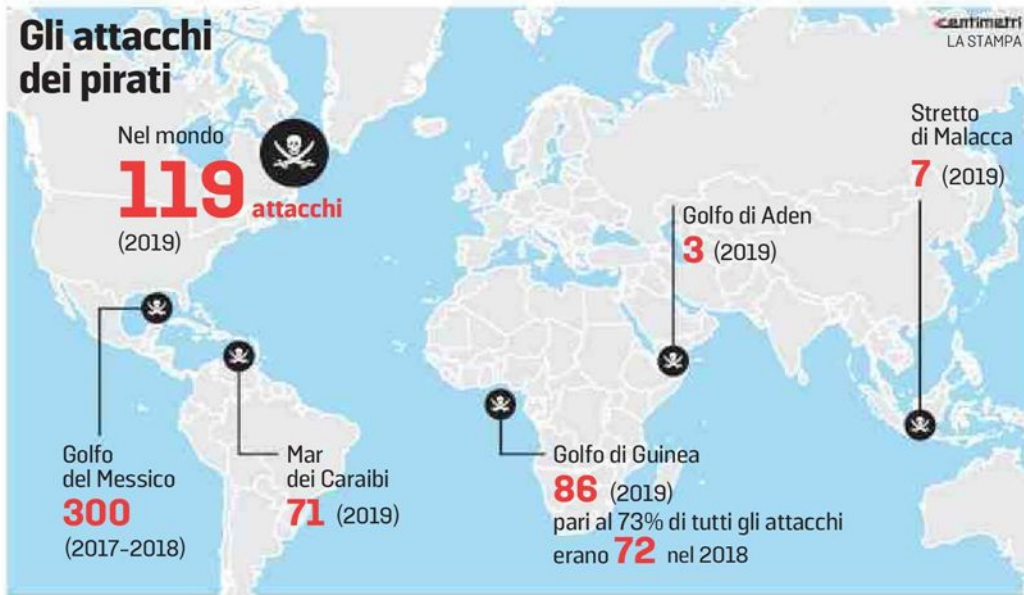 Gli attacchi
dei pirati
centimetri
LA STAMPA
Nel mondo
119 attacchi
(2019)
Stretto
di Malacca
7 (2019)
Golfo di Aden
3 (2019)
Golfo
del Messico
300
(2017-2018)
Mar
dei Caraibi
71 (2019)
Golfo di Guinea
86 (2019)
pari al 73% di tutti gli attacchi
erano 72 nel 2018